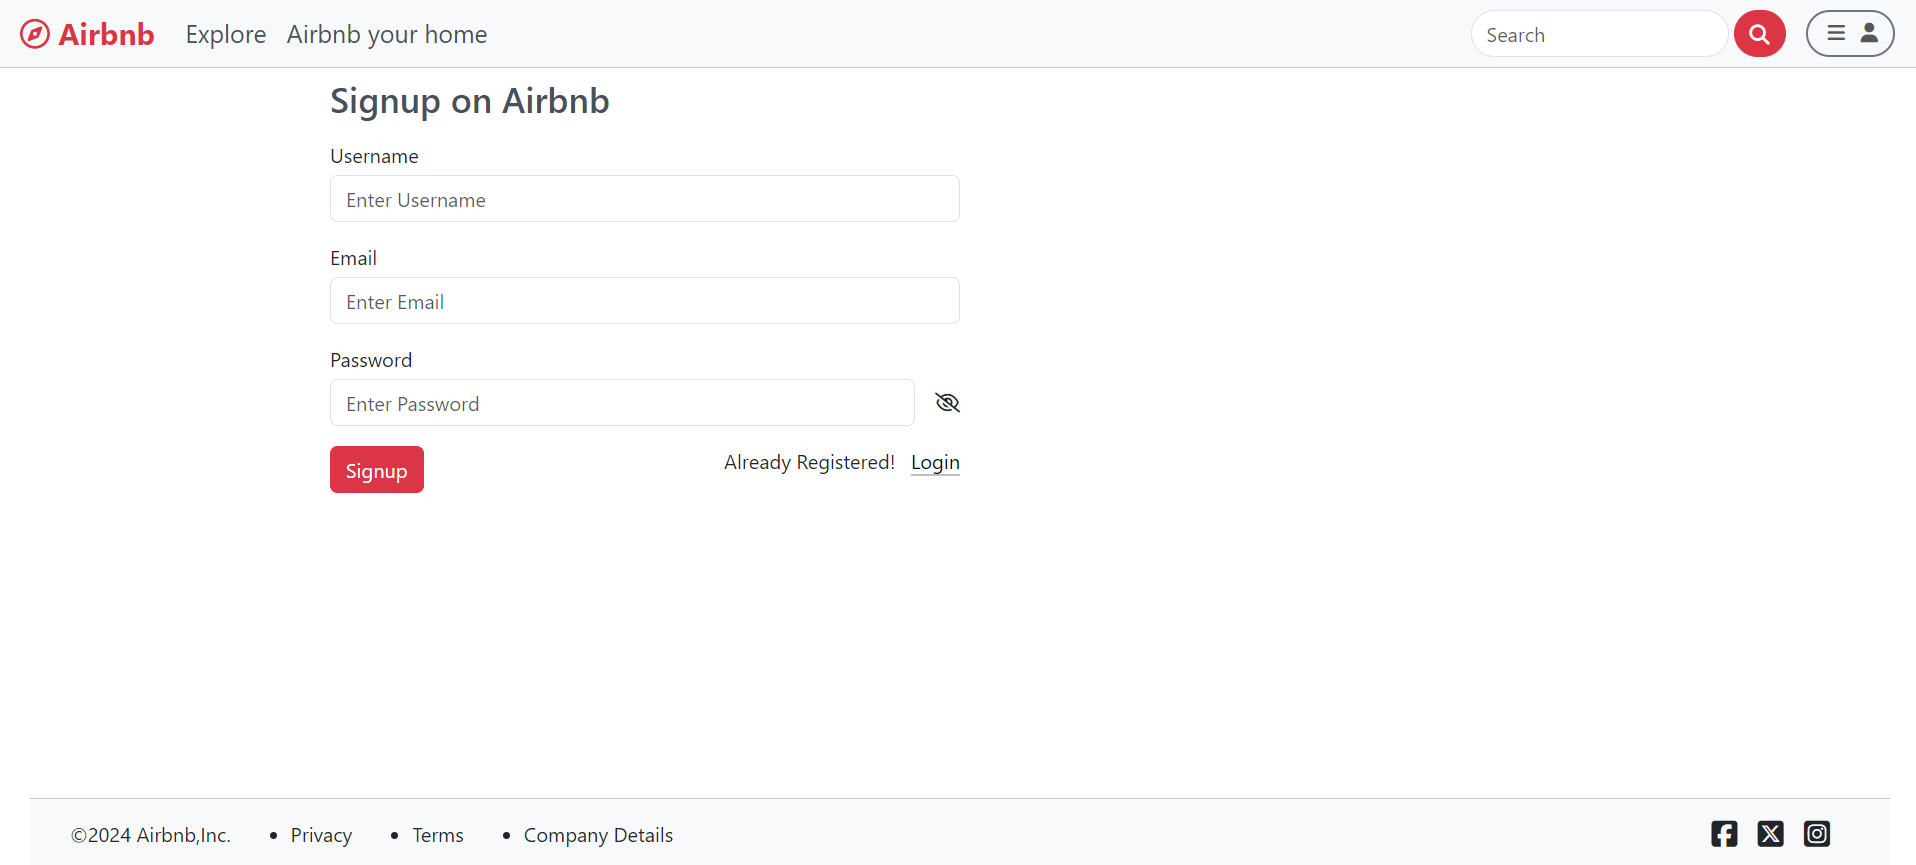 Airbnb Explore Airbnb your home Search
Signup on Airbnb
Username
Enter Username
Email
Enter Email
Password
Enter Password
Signup Already Registered! Login
©2024 Airbnb,Inc. • Privacy • Terms • Company Details